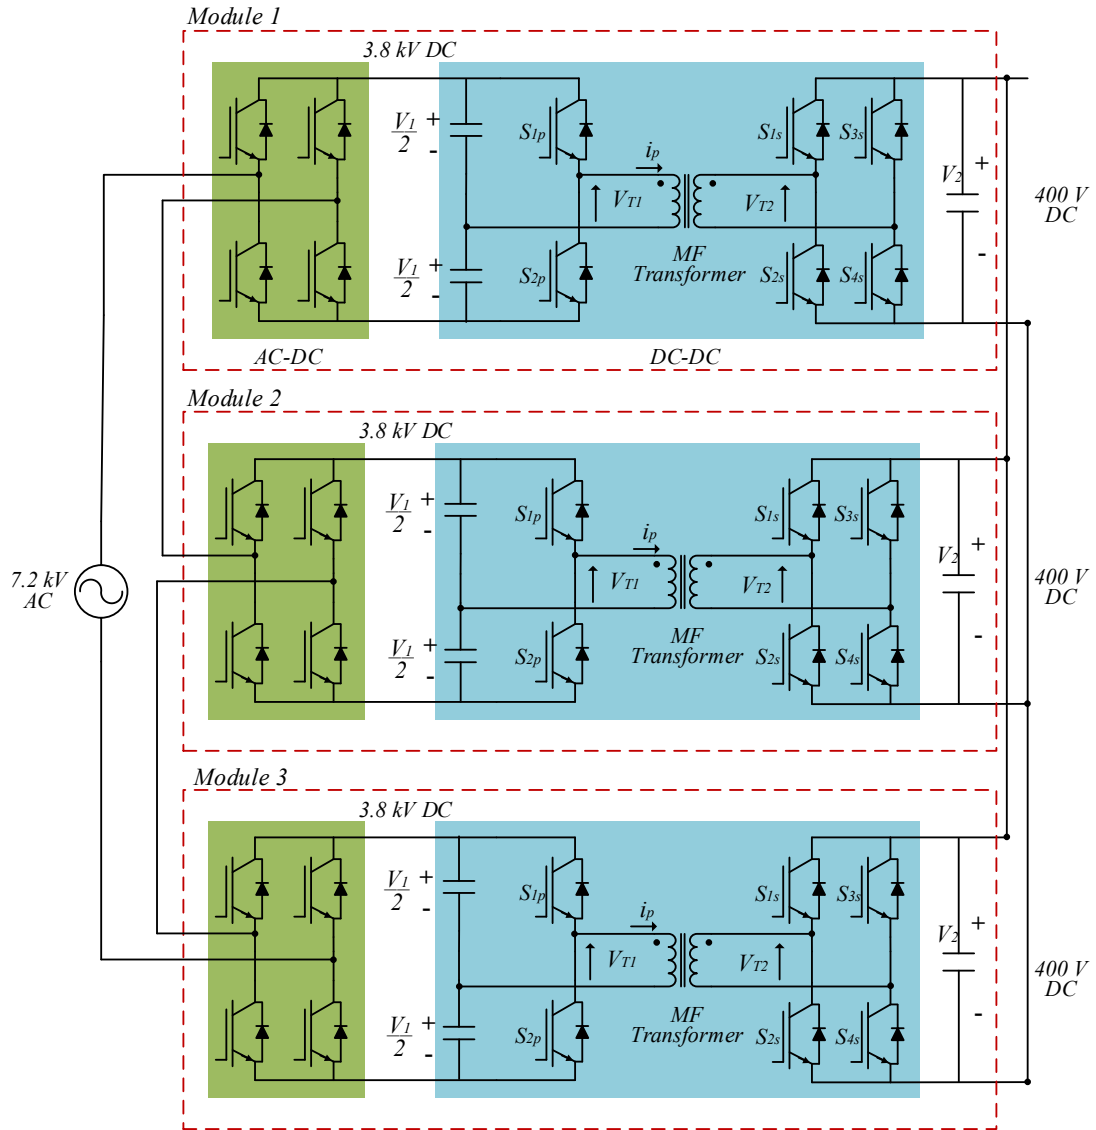 Module 1
3.8 kV DC
V1
2
+
-
S1p
ip
VT1
VT2
S1s
S3s
V2
+
-
400 V
DC
V1
2
+
-
S2p
MF
Transformer
S2s
S4s
AC-DC
DC-DC
Module 2
3.8 kV DC
V1
2
+
-
S1p
ip
VT1
VT2
S1s
S3s
V2
+
-
7.2 kV
AC
400 V
DC
V1
2
+
-
S2p
MF
Transformer
S2s
S4s
Module 3
3.8 kV DC
V1
2
+
-
S1p
ip
VT1
VT2
S1s
S3s
V2
+
-
400 V
DC
V1
2
+
-
S2p
MF
Transformer
S2s
S4s